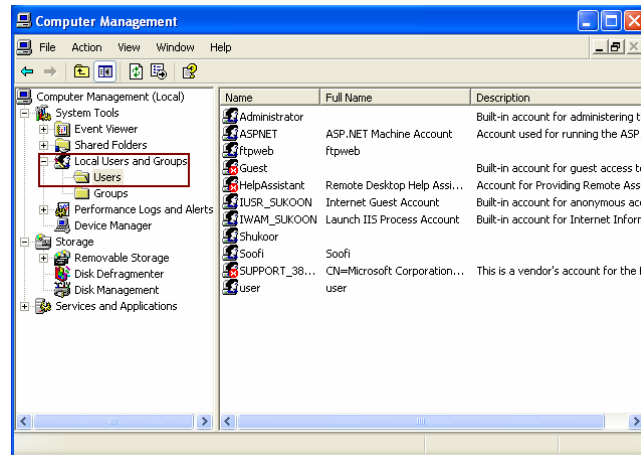 Computer Management
File Action View Window Help
Computer Management (Local)
System Tools
Event Viewer
Shared Folders
Local Users and Groups
Users
Groups
Performance Logs and Alerts
Device Manager
Storage
Removable Storage
Disk Defragmenter
Disk Management
Services and Applications
Name Full Name Description
Administrator Built-in account for administering t
ASPNET ASP.NET Machine Account Account used for running the ASP
ftpweb ftpweb
Guest Built-in account for guest access t
HelpAssistant Remote Desktop Help Assi... Account for Providing Remote Ass
IUSR_SUKOON Internet Guest Account Built-in account for anonymous ac
IWAM_SUKOON Launch IIS Process Account Built-in account for Internet Inforr
Shukoor
Soofi Soofi
SUPPORT_38... CN=Microsoft Corporation... This is a vendor's account for the
user user